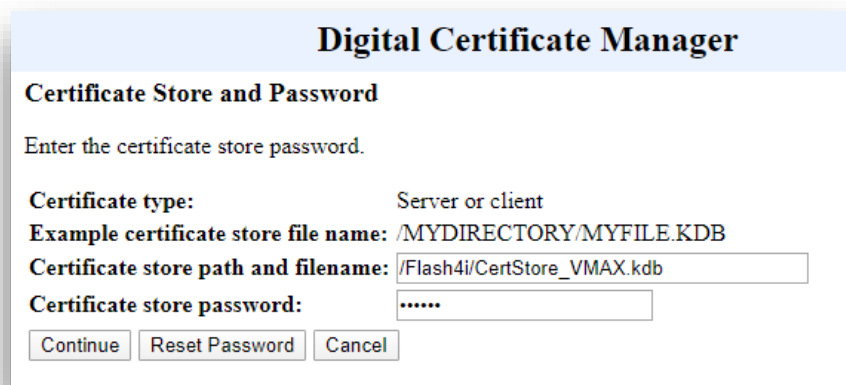 Digital Certificate Manager
Certificate Store and Password
Enter the certificate store password.
Certificate type: Server or client
Example certificate store file name: /MYDIRECTORY/MYFILE.KDB
Certificate store path and filename: /Flash4i/CertStore_VMAX.kdb
Certificate store password: ••••••
Continue Reset Password Cancel